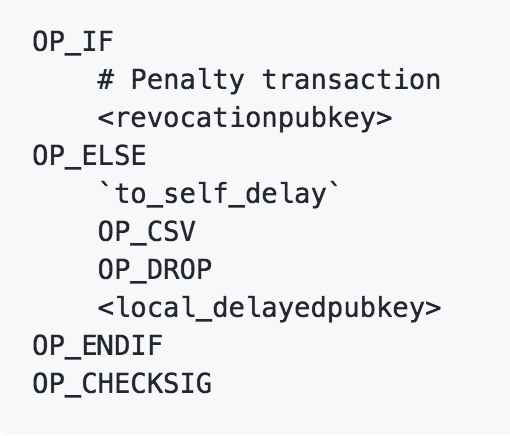 OP_IF
    # Penalty transaction
    <revocationpubkey>
OP_ELSE
    `to_self_delay`
    OP_CSV
    OP_DROP
    <local_delayedpubkey>
OP_ENDIF
OP_CHECKSIG